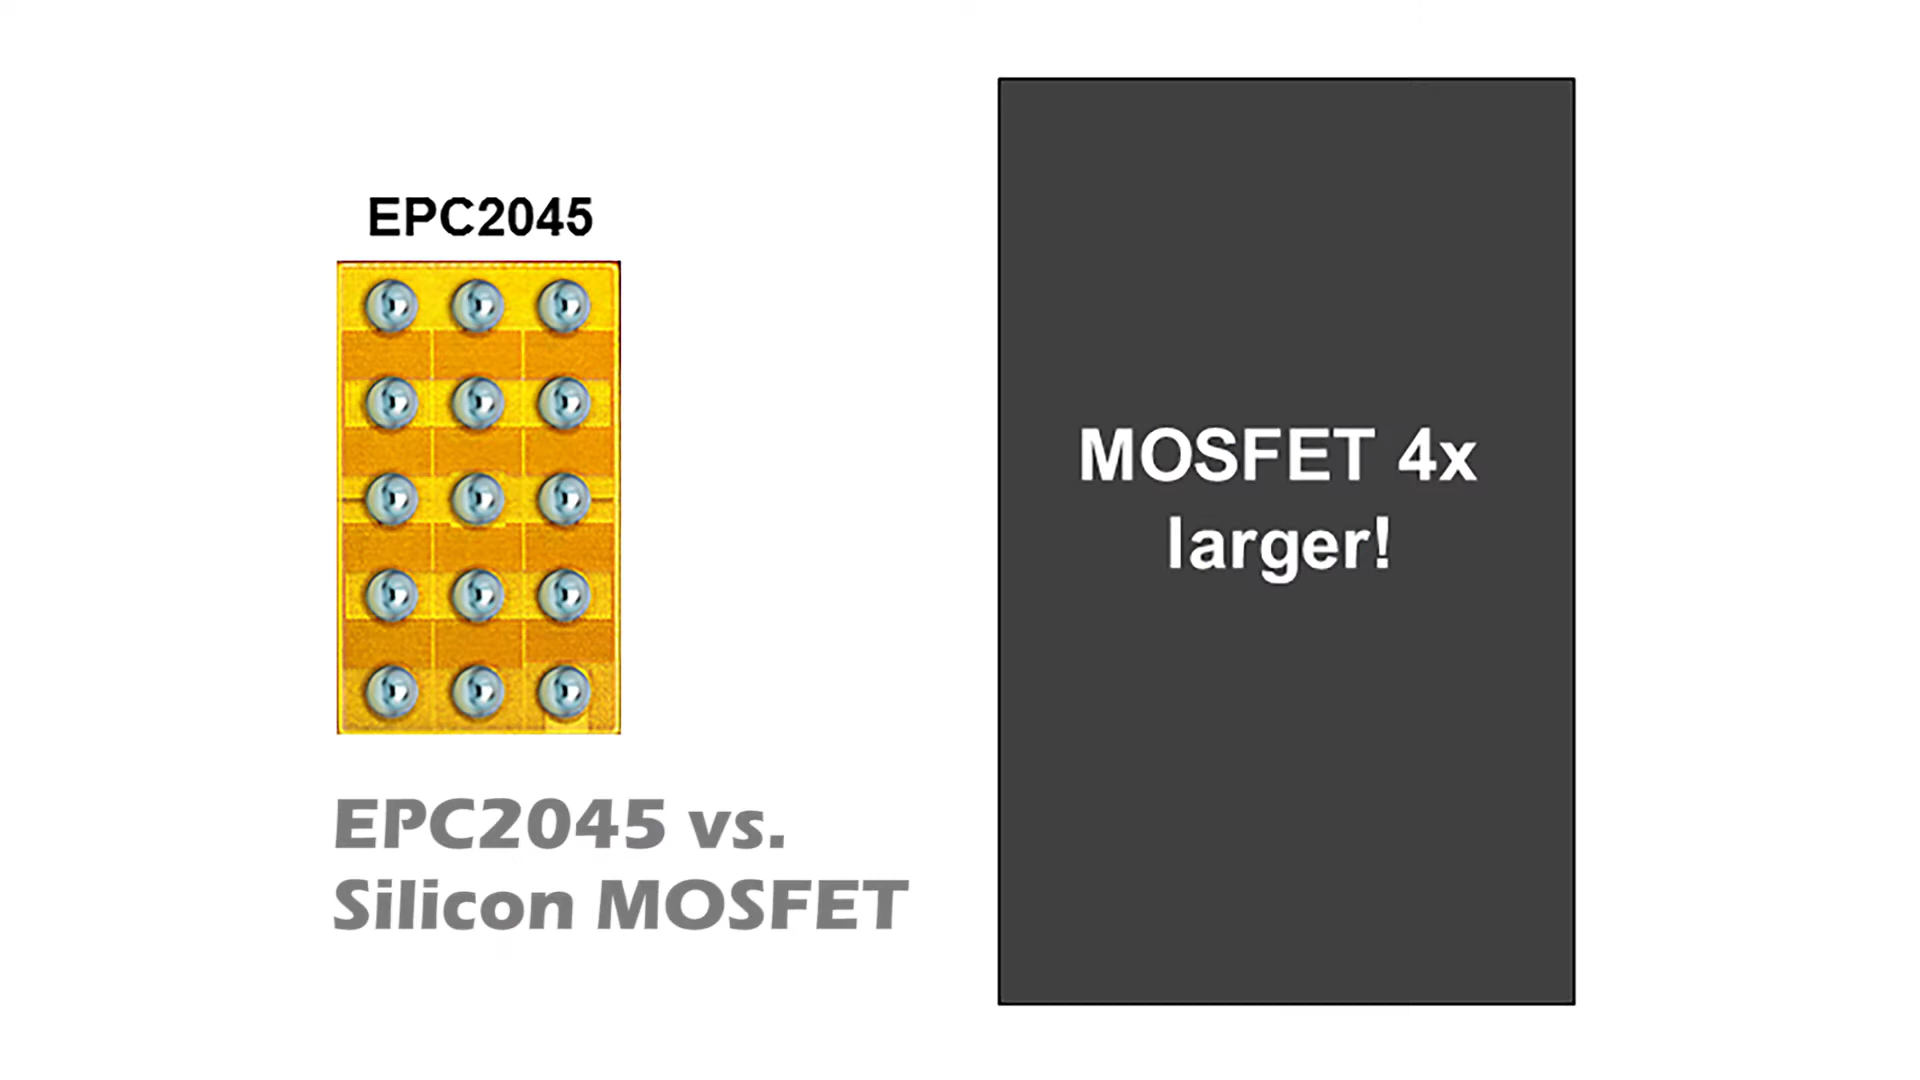 EPC2045
MOSFET 4x
larger!
EPC2045 vs.
Silicon MOSFET